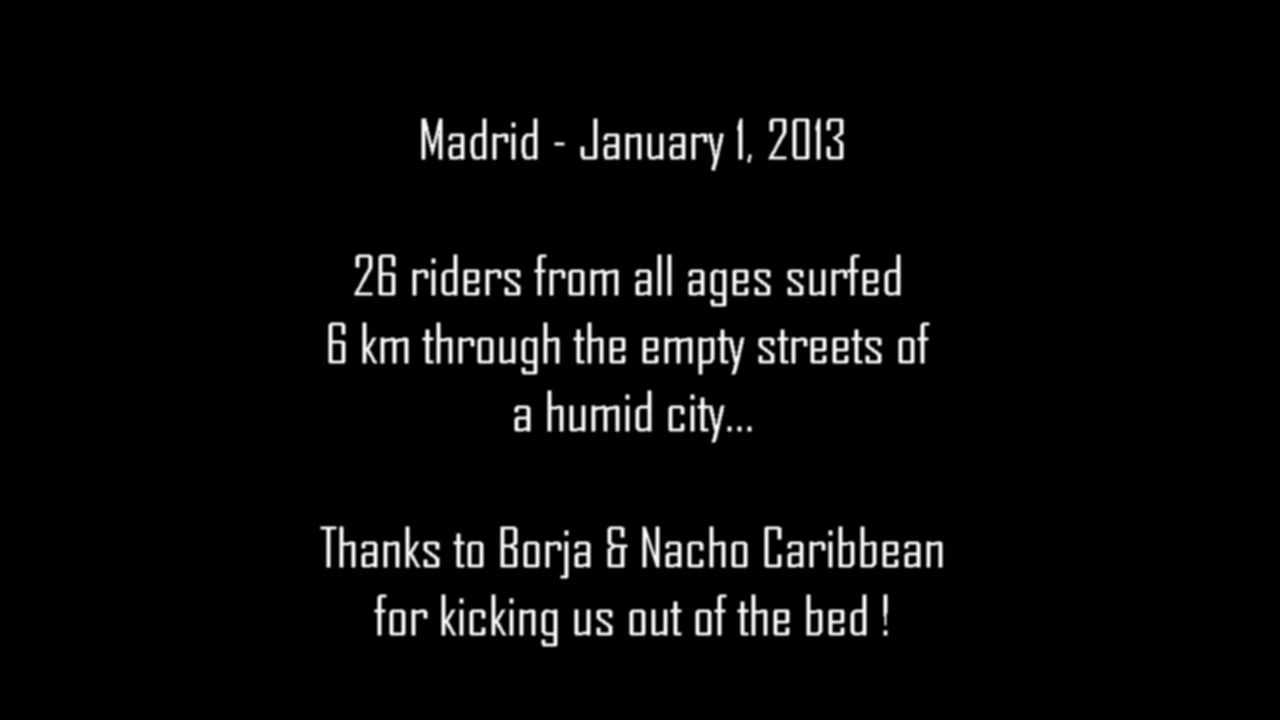 Madrid - January 1, 2013
26 riders from all ages surfed
6 km through the empty streets of
a humid city...
Thanks to Borja & Nacho Caribbean
for kicking us out of the bed !